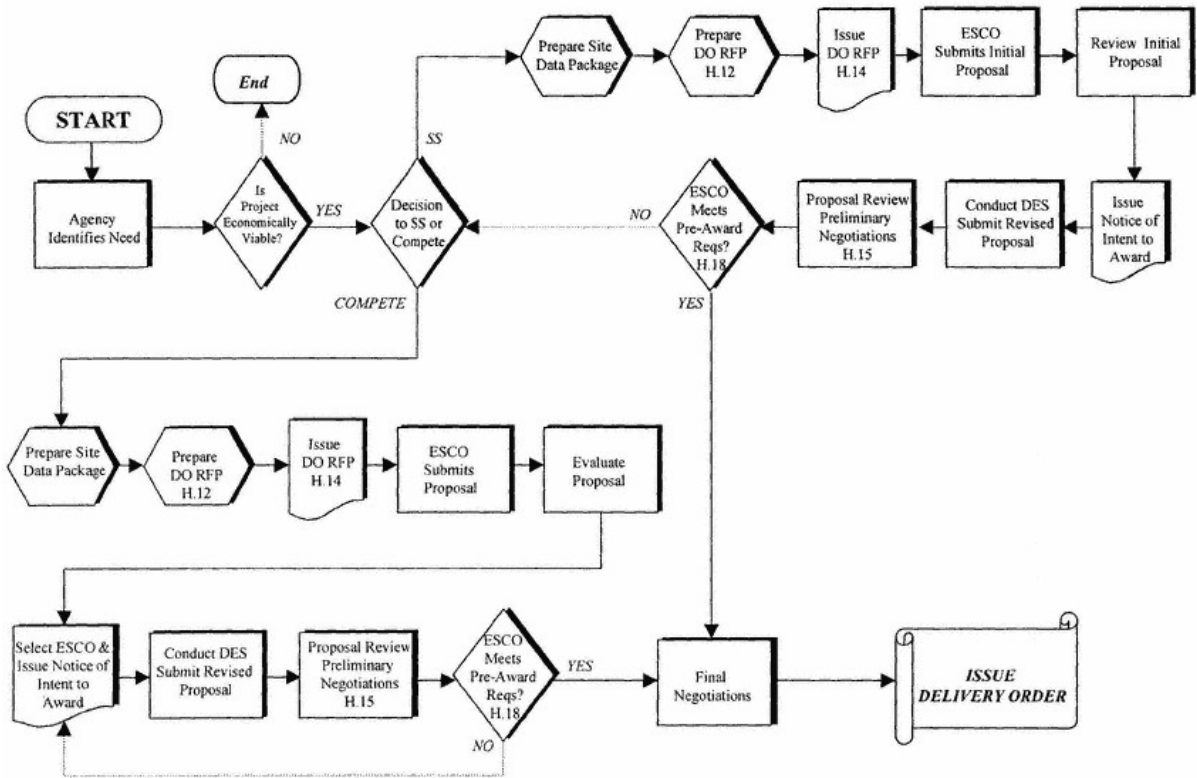 START
Agency
Identifies Need
End
NO
Is
Project
Economically
Viable?
YES
Decision
to SS or
Compete
SS
COMPETE
Prepare Site
Data Package
Prepare
DO RFP
H.12
Issue
DO RFP
H.14
ESCO
Submits Initial
Proposal
Review Initial
Proposal
Issue
Notice of
Intent to
Award
Conduct DES
Submit Revised
Proposal
Proposal Review
Preliminary
Negotiations
H.15
ESCO
Meets
Pre-Award
Reqs?
H.18
NO
YES
Prepare Site
Data Package
Prepare
DO RFP
H.12
Issue
DO RFP
H.14
ESCO
Submits
Proposal
Evaluate
Proposal
Select ESCO &
Issue Notice of
Intent to
Award
Conduct DES
Submit Revised
Proposal
Proposal Review
Preliminary
Negotiations
H.15
ESCO
Meets
Pre-Award
Reqs?
H.18
YES
NO
Final
Negotiations
ISSUE
DELIVERY ORDER